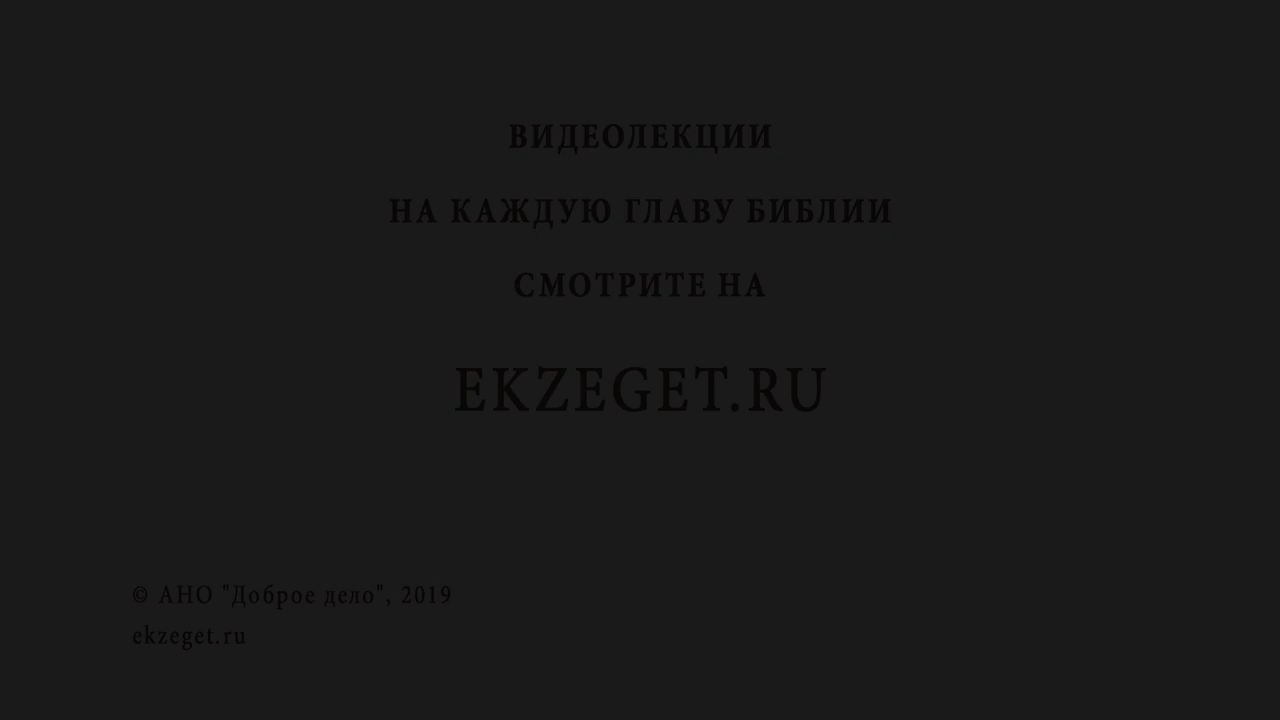 ВИДЕОЛЕКЦИИ
НА КАЖДУЮ ГЛАВУ БИБЛИИ
СМОТРИТЕ НА
EKZEGET.RU
© АНО "Доброе дело", 2019
ekzeget.ru